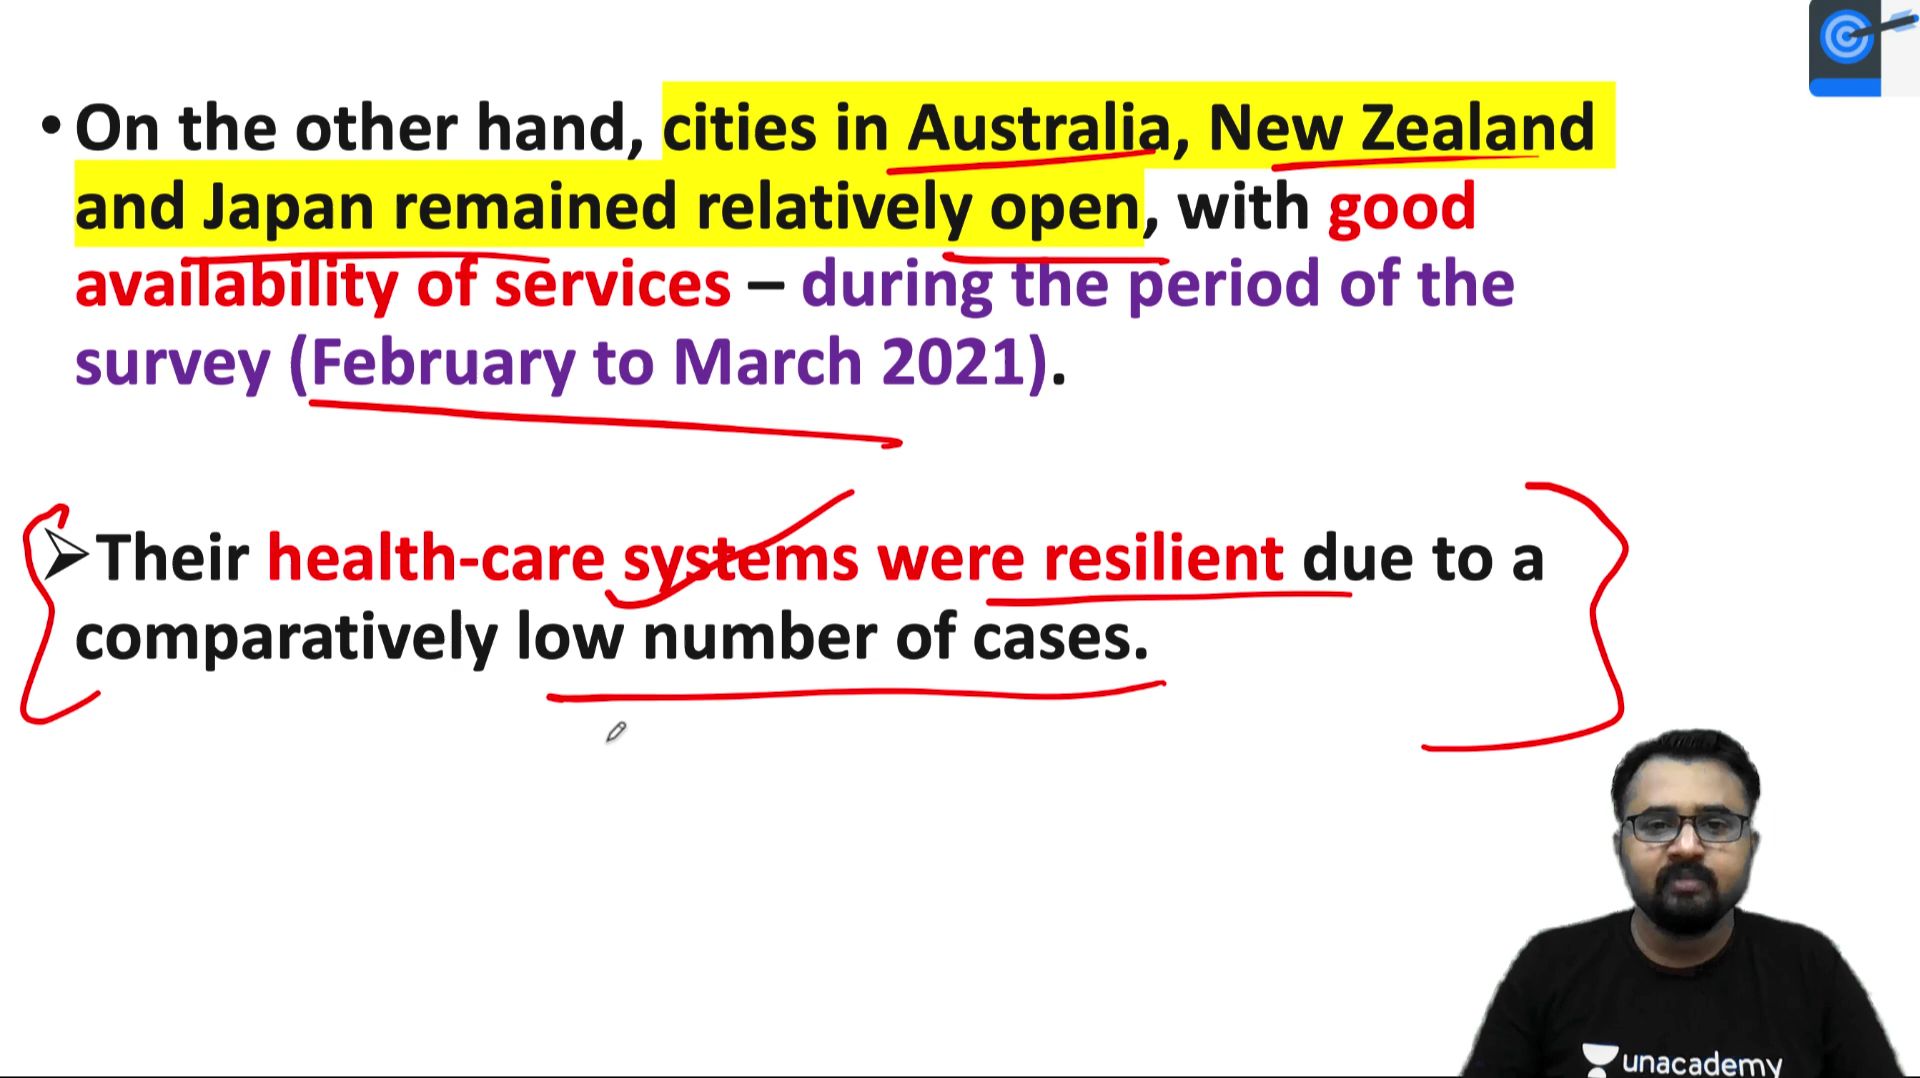 • On the other hand, cities in Australia, New Zealand
and Japan remained relatively open, with good
availability of services – during the period of the
survey (February to March 2021).
➢Their health-care systems were resilient due to a
comparatively low number of cases.
unacademy